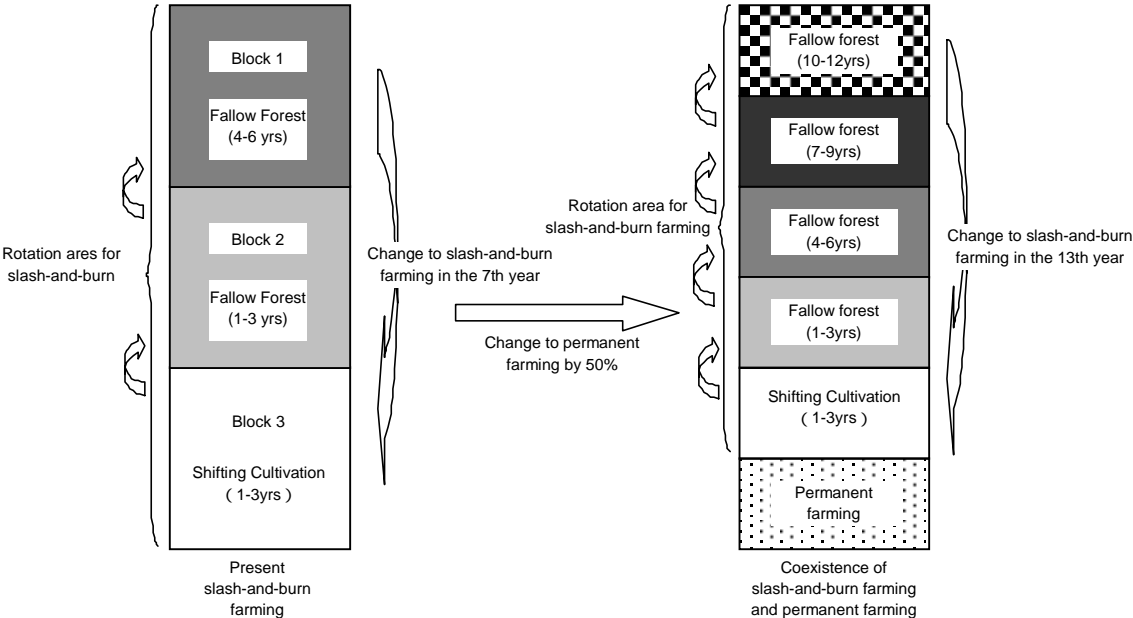 Block 1
Fallow Forest
(4-6 yrs)
Block 2
Fallow Forest
(1-3 yrs)
Block 3
Shifting Cultivation
( 1-3yrs )
Rotation areas for
slash-and-burn
Change to slash-and-burn
farming in the 7th year
Present
slash-and-burn
farming
Change to permanent
farming by 50%
Rotation area for
slash-and-burn farming
Fallow forest
(10-12yrs)
Fallow forest
(7-9yrs)
Fallow forest
(4-6yrs)
Fallow forest
(1-3yrs)
Shifting Cultivation
( 1-3yrs )
Permanent
farming
Change to slash-and-burn
farming in the 13th year
Coexistence of
slash-and-burn farming
and permanent farming